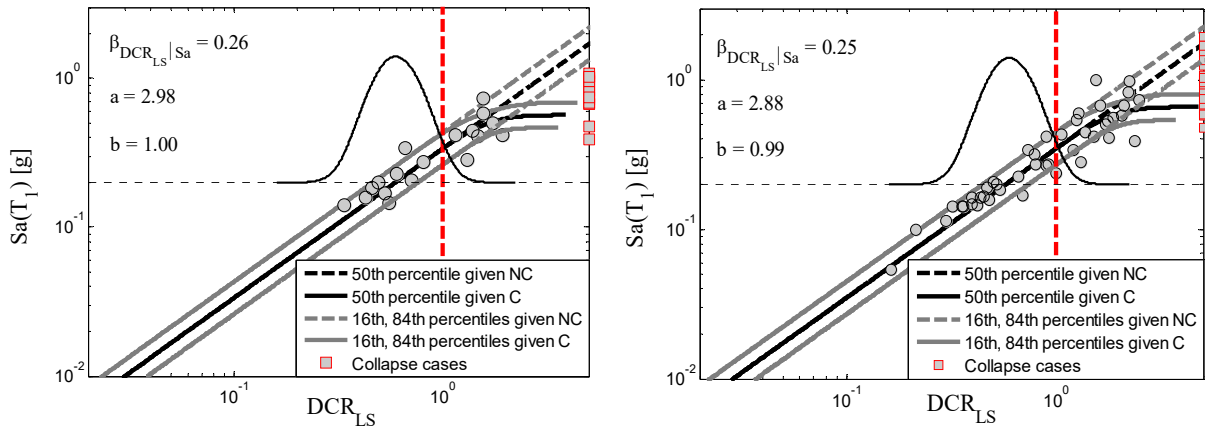 β_DCR_LS|Sa = 0.26
a = 2.98
b = 1.00
Sa(T_1) [g]
10^0
10^-1
10^-2
50th percentile given NC
50th percentile given C
16th, 84th percentiles given NC
16th, 84th percentiles given C
Collapse cases
10^-1
10^0
DCR_LS
β_DCR_LS|Sa = 0.25
a = 2.88
b = 0.99
Sa(T_1) [g]
10^0
10^-1
10^-2
50th percentile given NC
50th percentile given C
16th, 84th percentiles given NC
16th, 84th percentiles given C
Collapse cases
10^-1
10^0
DCR_LS